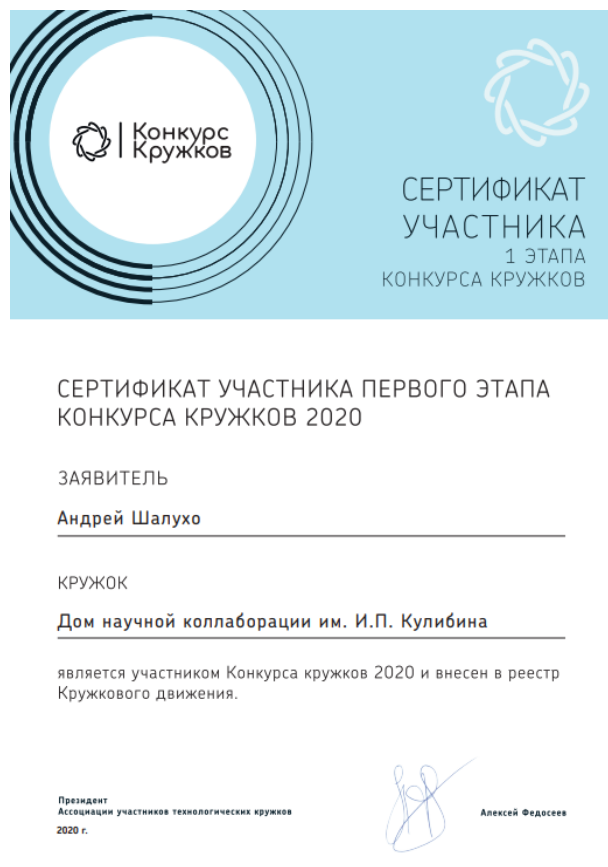 Конкурс
Кружков
СЕРТИФИКАТ
УЧАСТНИКА
1 ЭТАПА
КОНКУРСА КРУЖКОВ
СЕРТИФИКАТ УЧАСТНИКА ПЕРВОГО ЭТАПА
КОНКУРСА КРУЖКОВ 2020
ЗАЯВИТЕЛЬ
Андрей Шалухо
КРУЖОК
Дом научной коллаборации им. И.П. Кулибина
является участником Конкурса кружков 2020 и внесен в реестр
Кружкового движения.
Президент
Ассоциации участников технологических кружков
Алексей Федосеев
2020 г.